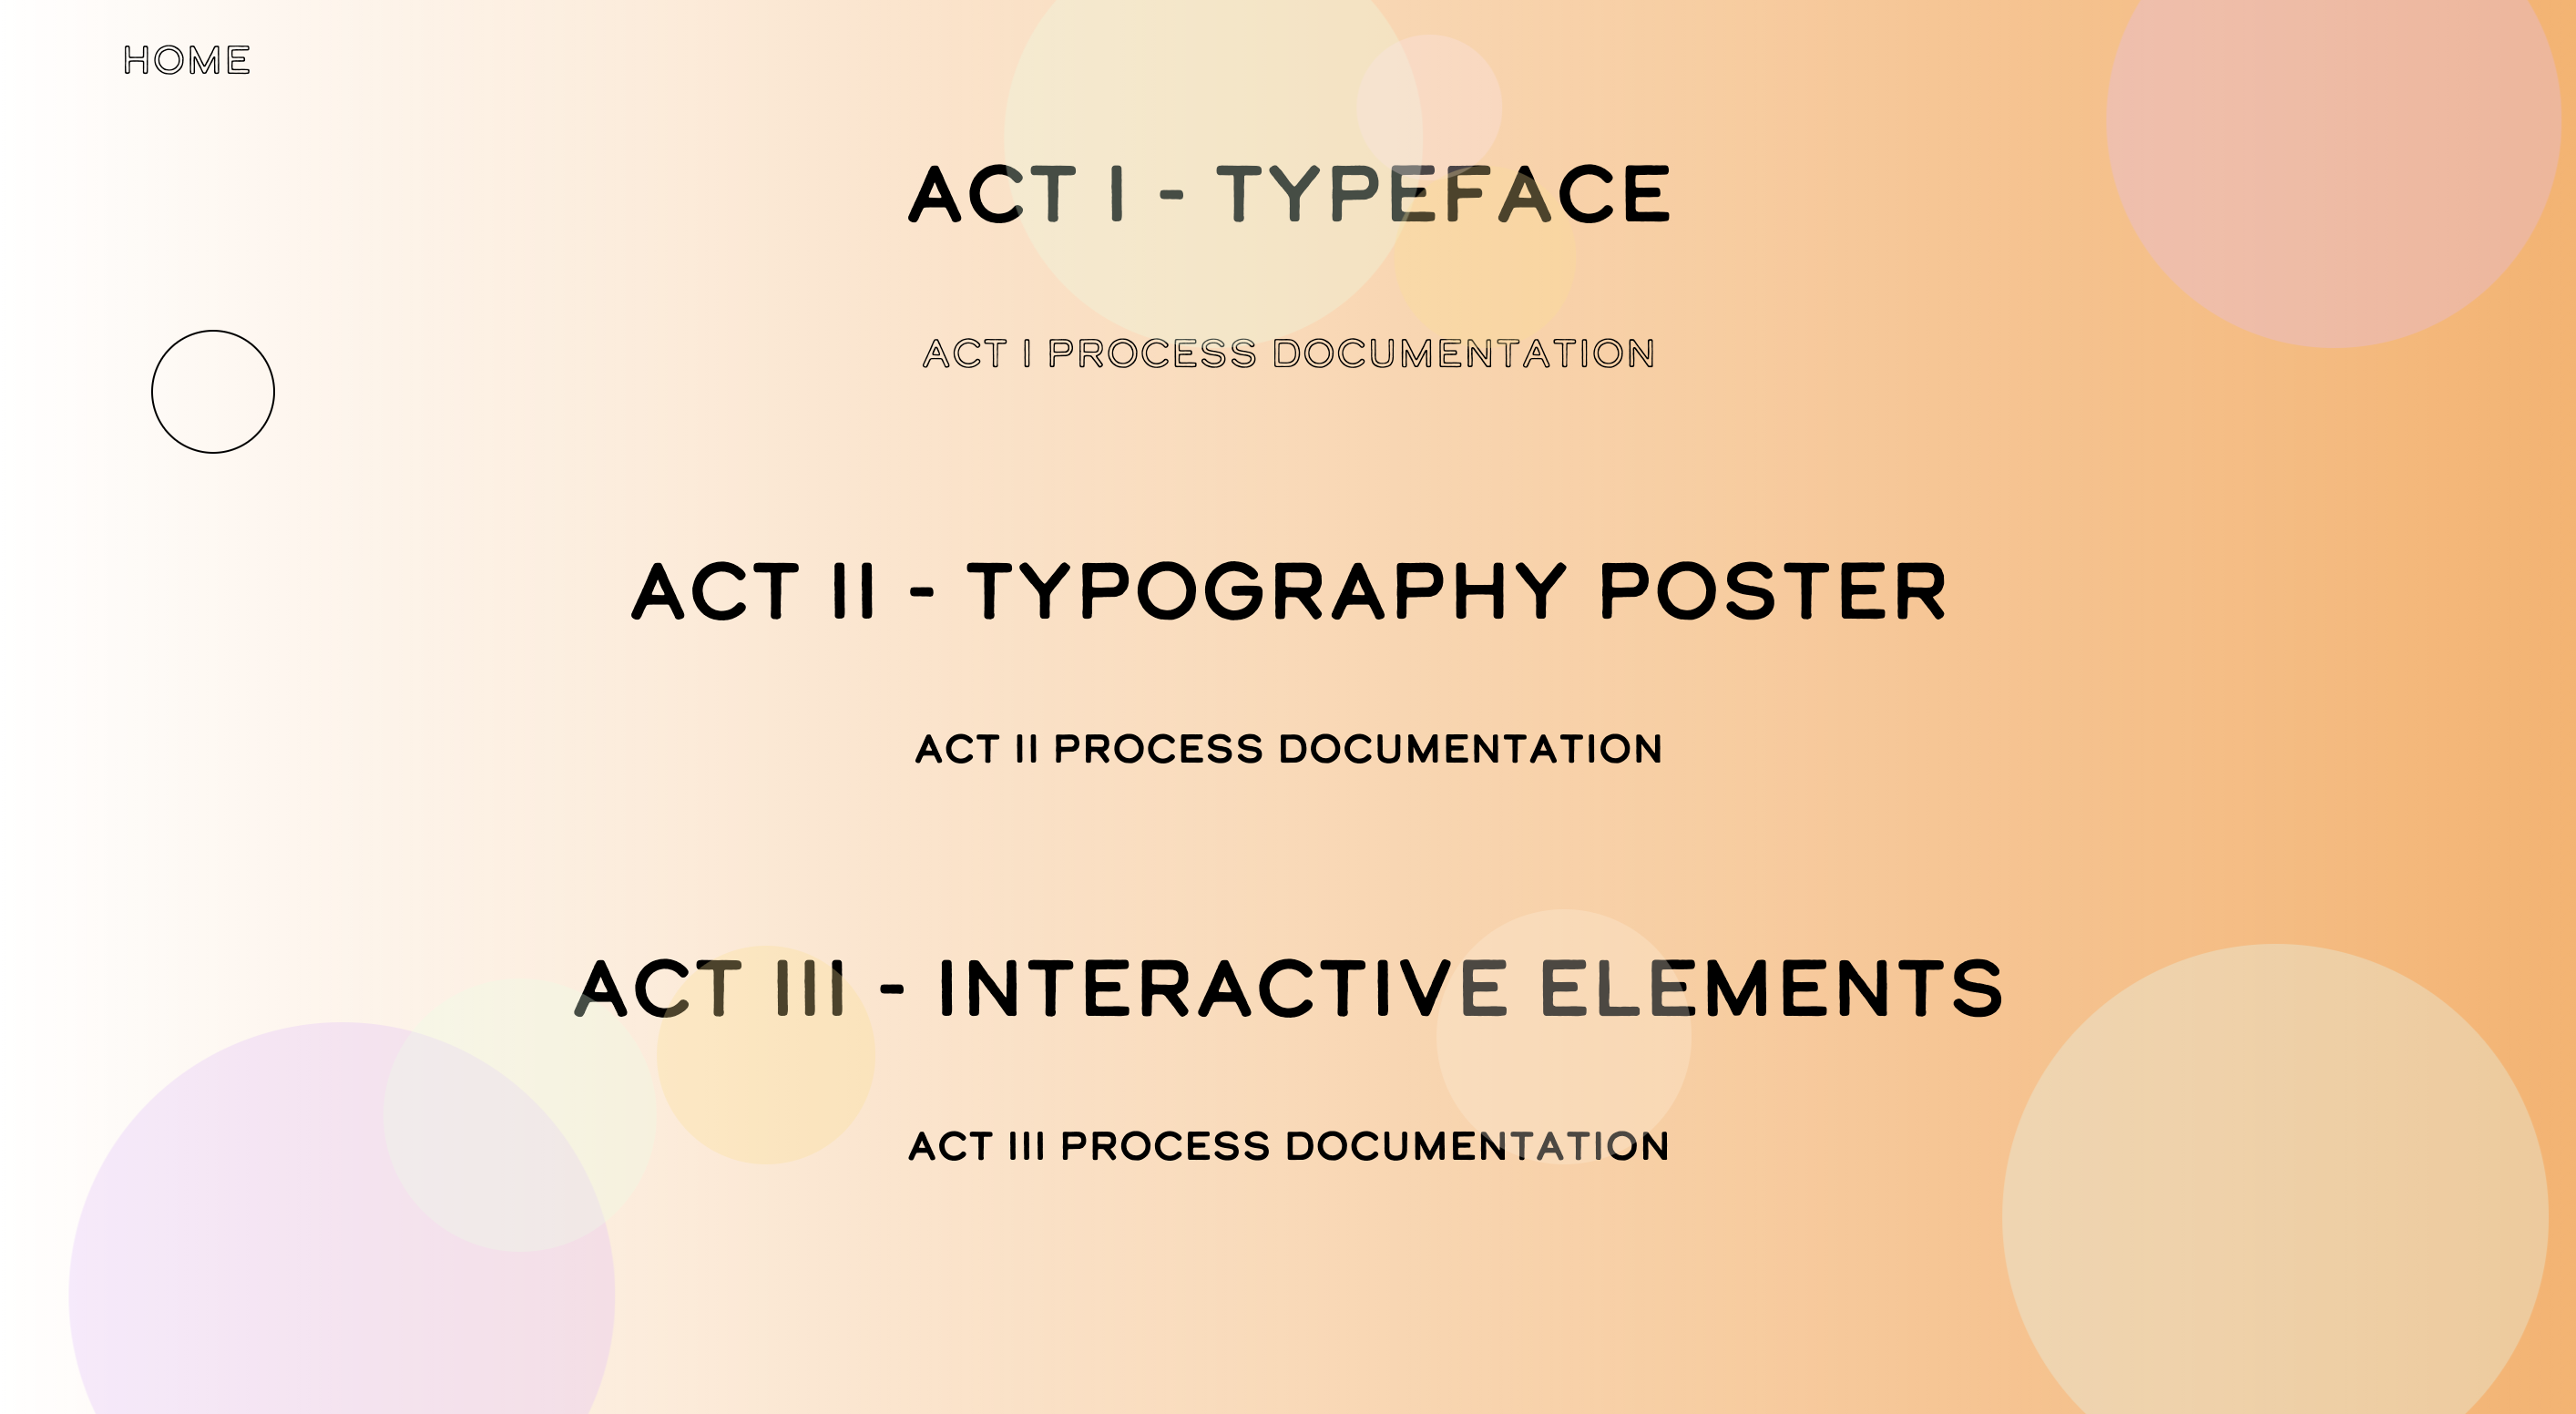 HOME
ACT I - TYPEFACE
ACT I PROCESS DOCUMENTATION
ACT II - TYPOGRAPHY POSTER
ACT II PROCESS DOCUMENTATION
ACT III - INTERACTIVE ELEMENTS
ACT III PROCESS DOCUMENTATION